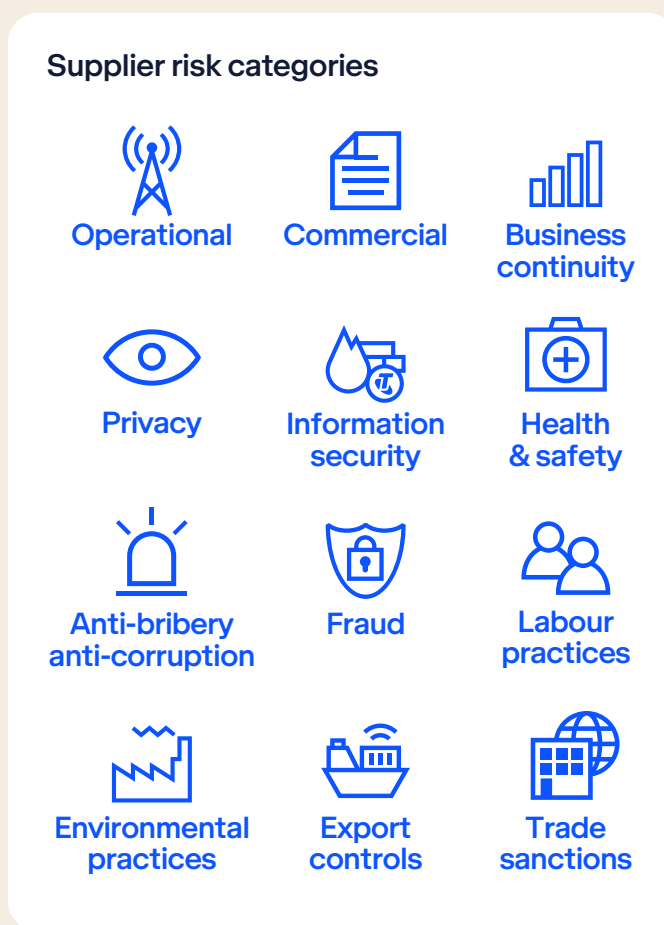 Supplier risk categories
Operational
Commercial
Business
continuity
Privacy
Information
security
Health
& safety
Anti-bribery
anti-corruption
Fraud
Labour
practices
Environmental
practices
Export
controls
Trade
sanctions